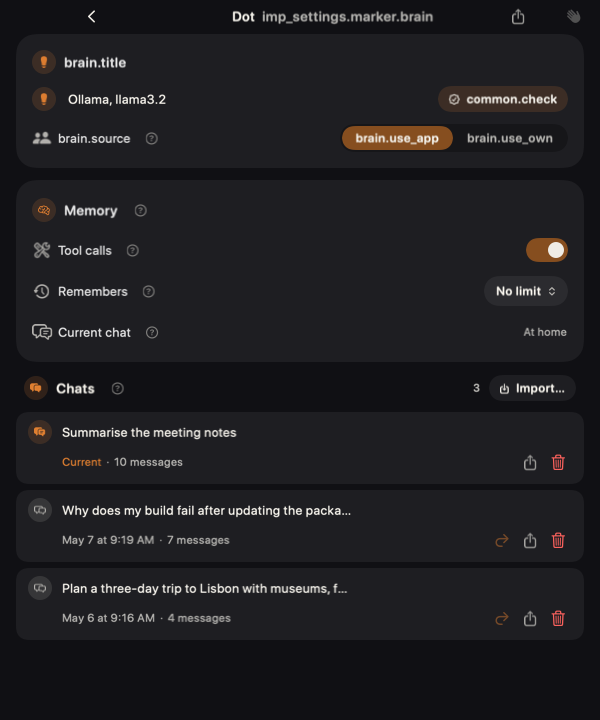 Dot imp_settings.marker.brain
brain.title
Ollama, llama3.2
common.check
brain.source
brain.use_app
brain.use_own
Memory
Tool calls
Remembers
No limit
Current chat
At home
Chats
3
Import...
Summarise the meeting notes
Current · 10 messages
Why does my build fail after updating the packa...
May 7 at 9:19 AM · 7 messages
Plan a three-day trip to Lisbon with museums, f...
May 6 at 9:16 AM · 4 messages